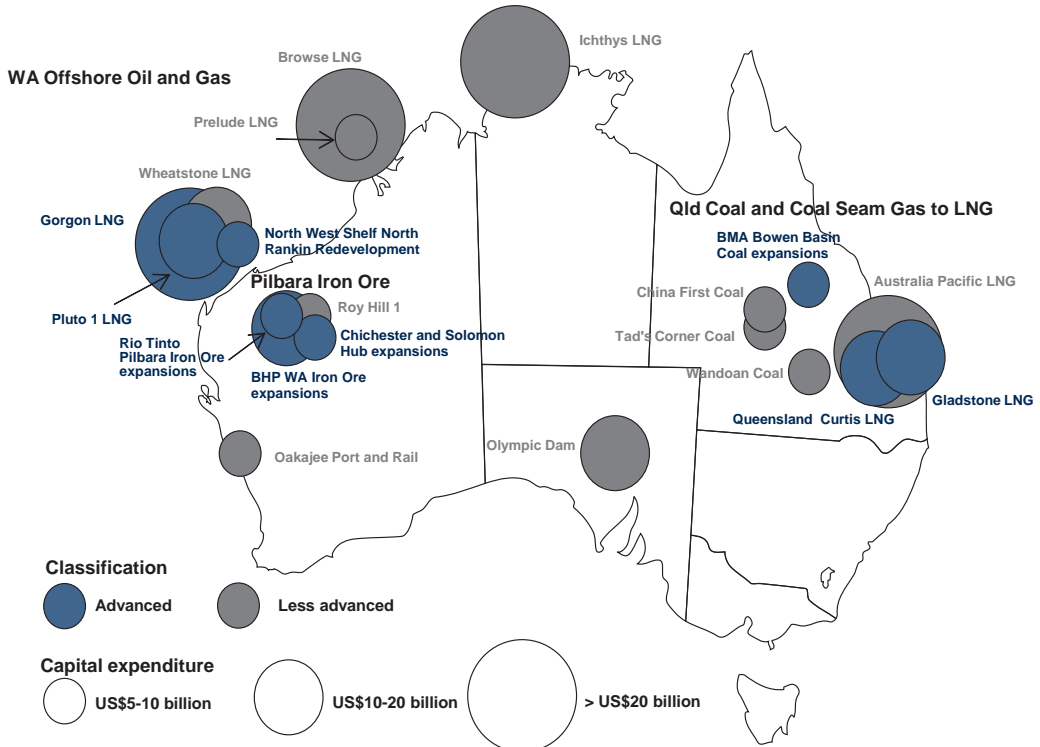 Ichthys LNG
Browse LNG
WA Offshore Oil and Gas
Prelude LNG
Wheatstone LNG
Gorgon LNG
North West Shelf North
Rankin Redevelopment
Pluto 1 LNG
Pilbara Iron Ore
Roy Hill 1
Rio Tinto
Pilbara Iron Ore
expansions
Chichester and Solomon
Hub expansions
BHP WA Iron Ore
expansions
Oakajee Port and Rail
Olympic Dam
Qld Coal and Coal Seam Gas to LNG
BMA Bowen Basin
Coal expansions
China First Coal
Australia Pacific LNG
Tad's Corner Coal
Wandoan Coal
Gladstone LNG
Queensland Curtis LNG
Classification
Advanced
Less advanced
Capital expenditure
US$5-10 billion
US$10-20 billion
> US$20 billion